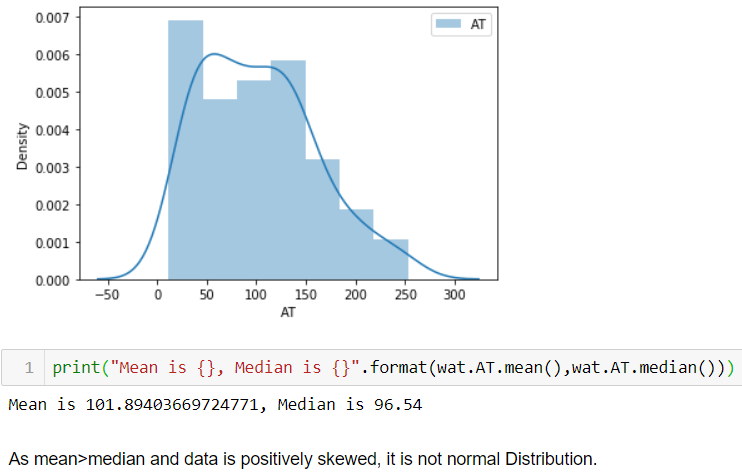 0.007
0.006
0.005
0.004
0.003
0.002
0.001
0.000
Density
AT
−50 0 50 100 150 200 250 300
AT
1 print("Mean is {}, Median is {}".format(wat.AT.mean(),wat.AT.median()))
Mean is 101.89403669724771, Median is 96.54
As mean>median and data is positively skewed, it is not normal Distribution.